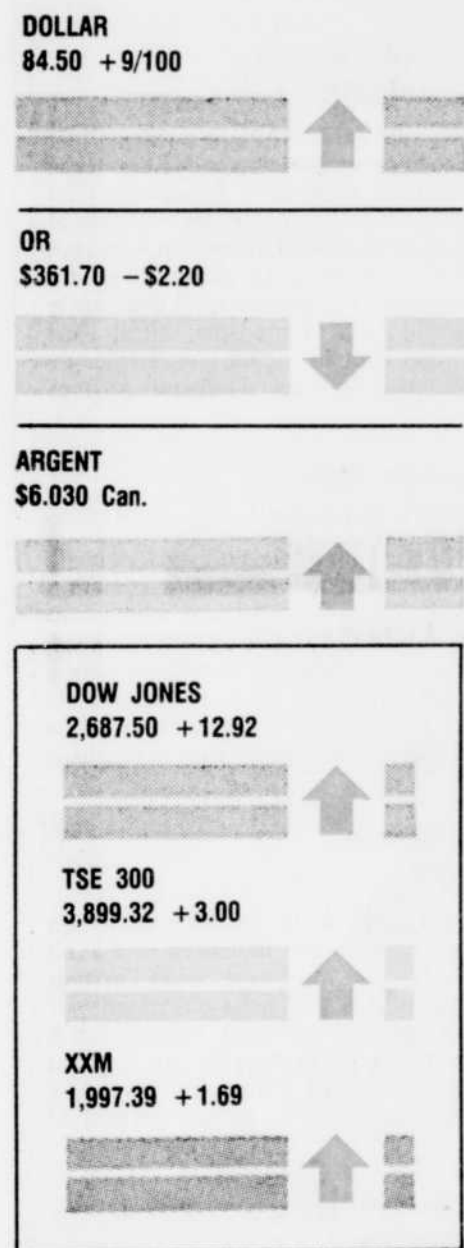 DOLLAR
84.50 +9/100
OR
$361.70 −$2.20
ARGENT
$6.030 Can.
DOW JONES
2,687.50 +12.92
TSE 300
3,899.32 +3.00
XXM
1,997.39 +1.69